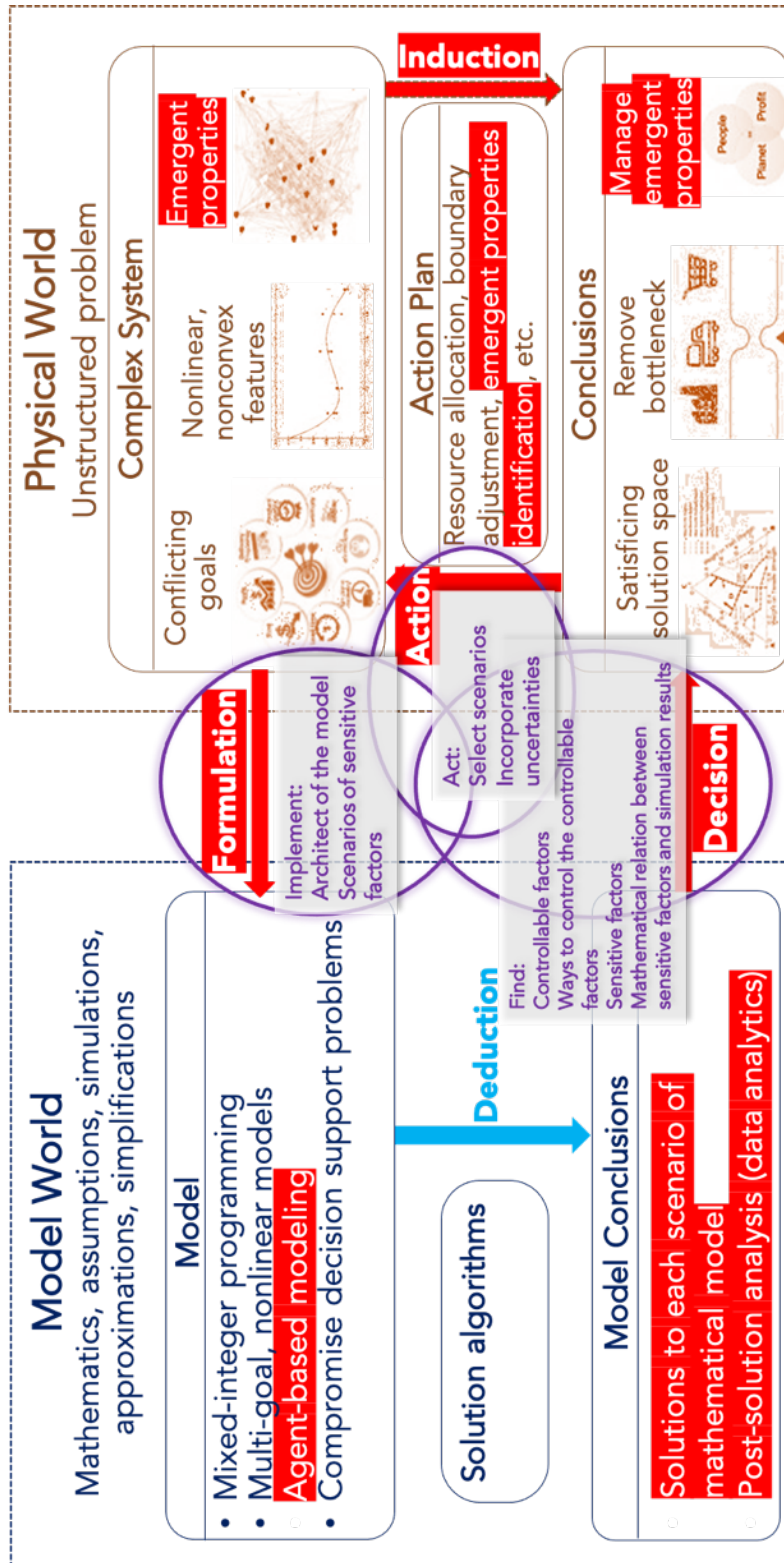 Model World
Mathematics, assumptions, simulations,
approximations, simplifications
Model
• Mixed-integer programming
• Multi-goal, nonlinear models
Agent-based modeling
• Compromise decision support problems
Solution algorithms
Deduction
Model Conclusions
Solutions to each scenario of
mathematical model
Post-solution analysis (data analytics)
Formulation
Implement:
Architect of the model
Scenarios of sensitive
factors
Action
Act:
Select scenarios
Incorporate
uncertainties
Find:
Controllable factors
Ways to control the controllable
factors
Sensitive factors
Mathematical relation between
sensitive factors and simulation results
Decision
Physical World
Unstructured problem
Complex System
Conflicting
goals
Nonlinear,
nonconvex
features
Emergent
properties
Action Plan
Resource allocation, boundary
adjustment, emergent properties
identification, etc.
Induction
Conclusions
Satisficing
solution space
Remove
bottleneck
Manage
emergent
properties
People
Planet
Profit